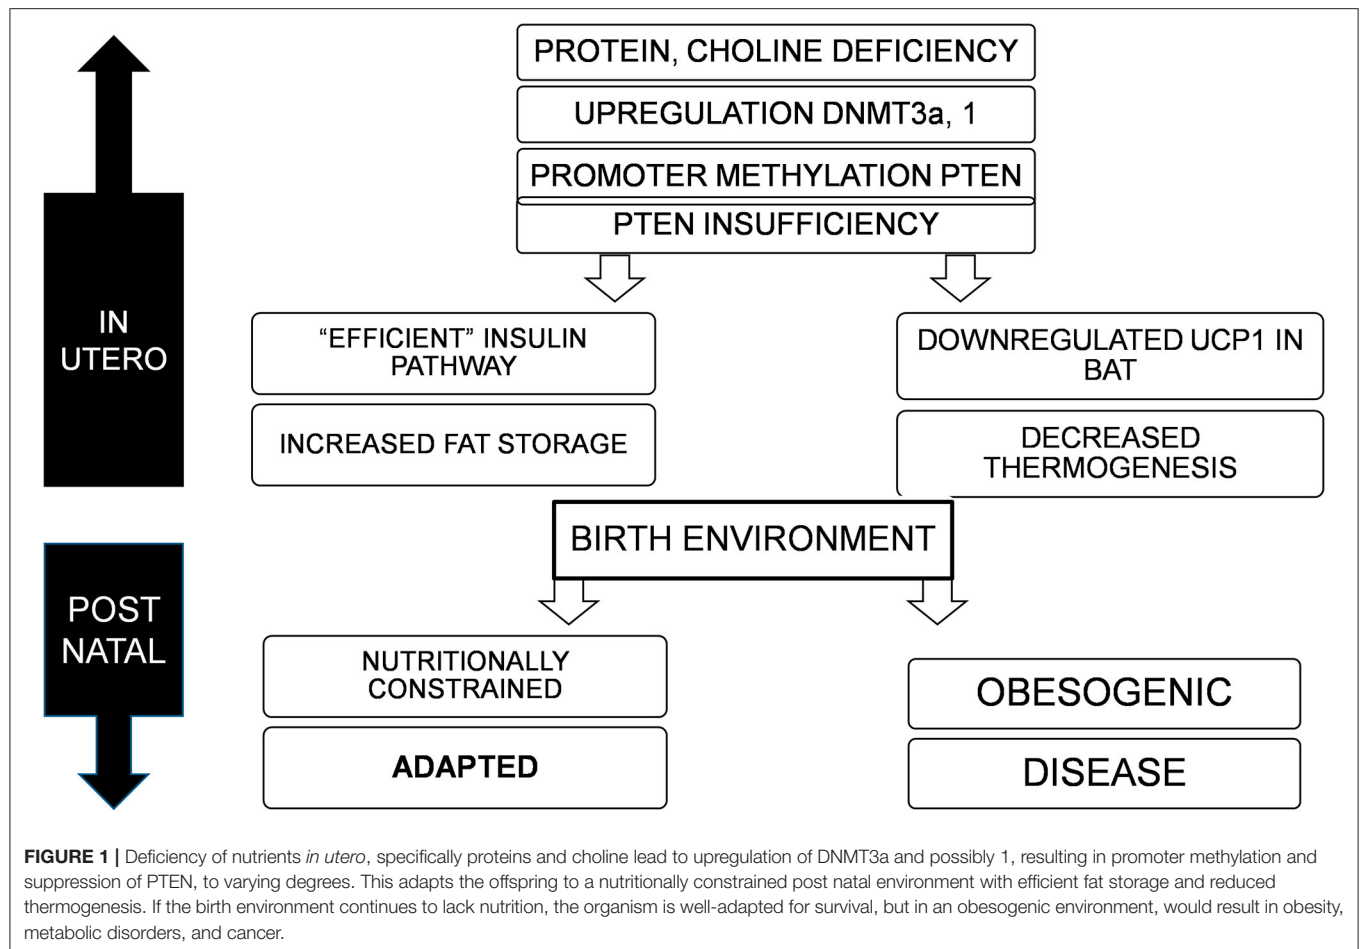 PROTEIN, CHOLINE DEFICIENCY
UPREGULATION DNMT3a, 1
PROMOTER METHYLATION PTEN
PTEN INSUFFICIENCY
IN
UTERO
“EFFICIENT” INSULIN
PATHWAY
INCREASED FAT STORAGE
DOWNREGULATED UCP1 IN
BAT
DECREASED
THERMOGENESIS
BIRTH ENVIRONMENT
POST
NATAL
NUTRITIONALLY
CONSTRAINED
ADAPTED
OBESOGENIC
DISEASE
FIGURE 1 | Deficiency of nutrients in utero, specifically proteins and choline lead to upregulation of DNMT3a and possibly 1, resulting in promoter methylation and
suppression of PTEN, to varying degrees. This adapts the offspring to a nutritionally constrained post natal environment with efficient fat storage and reduced
thermogenesis. If the birth environment continues to lack nutrition, the organism is well-adapted for survival, but in an obesogenic environment, would result in obesity,
metabolic disorders, and cancer.